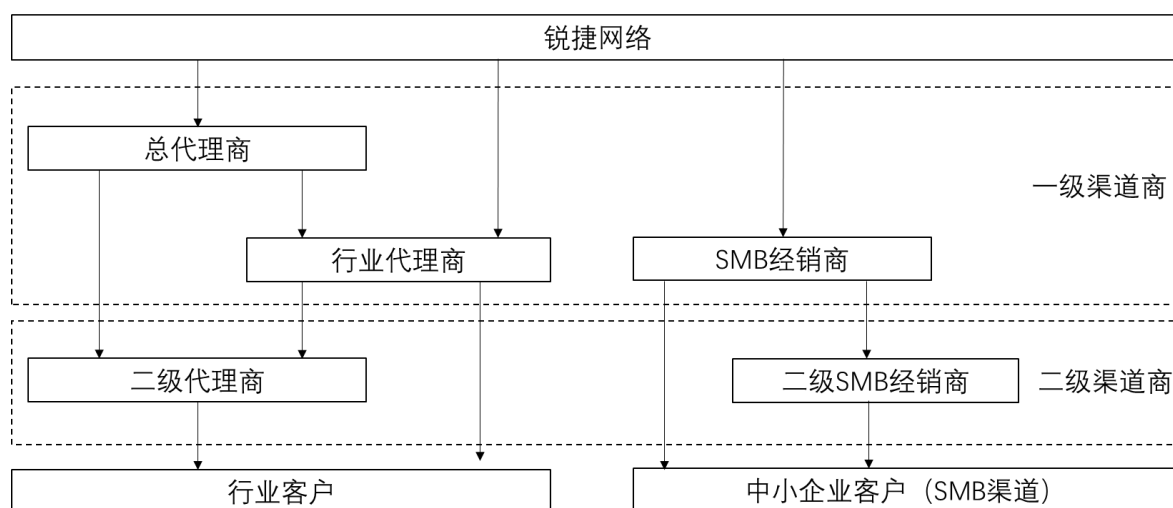 锐捷网络
总代理商
一级渠道商
行业代理商
SMB经销商
二级代理商
二级SMB经销商
二级渠道商
行业客户
中小企业客户（SMB渠道）